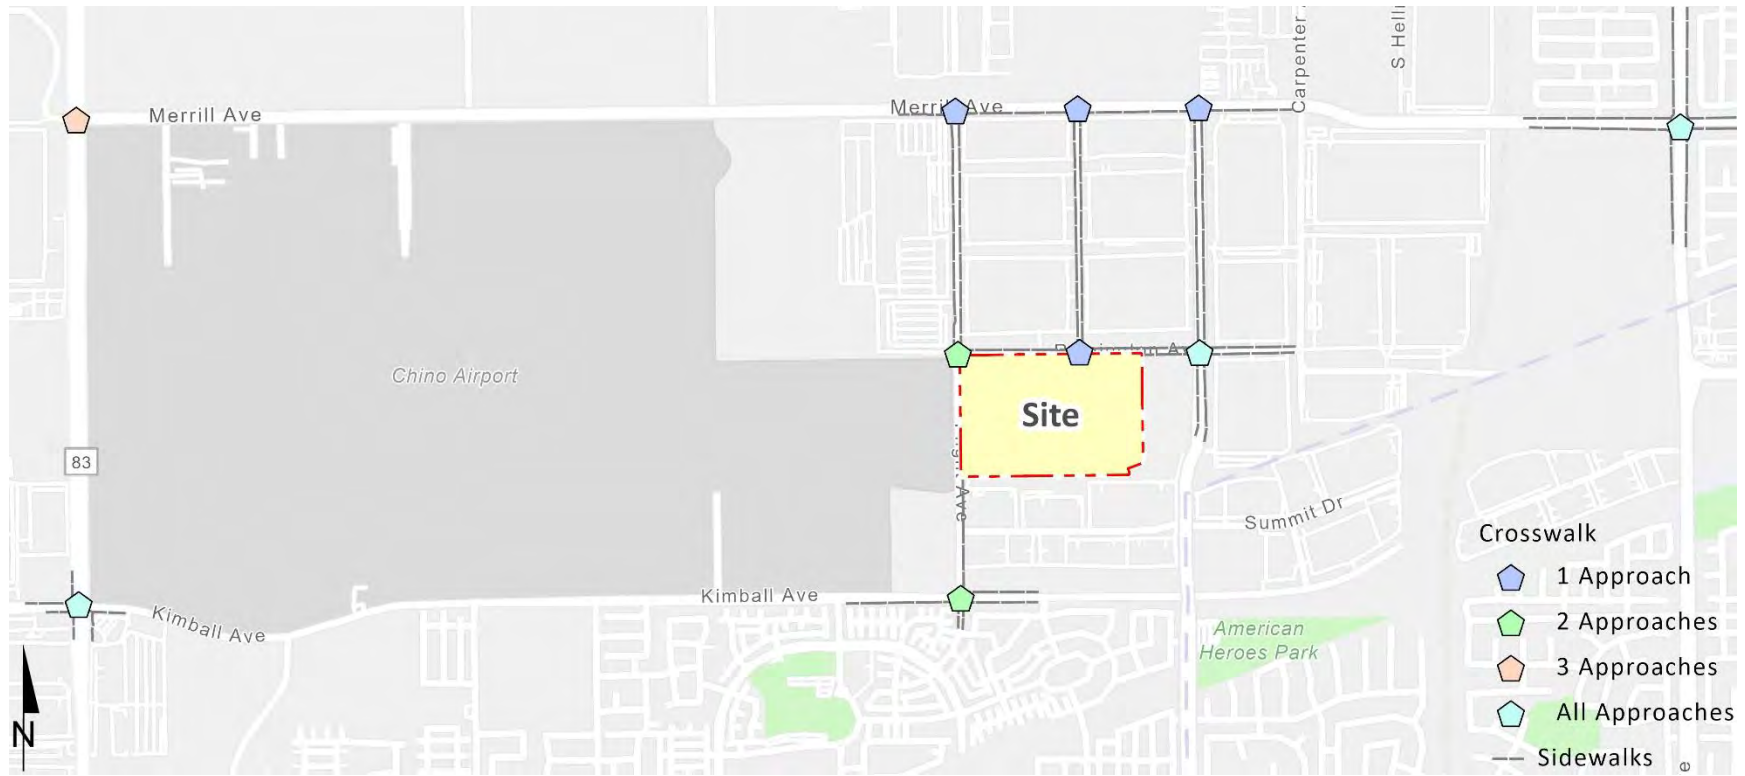 Carpenter
S Helli
Merrill Ave
Merrill Ave
Chino Airport
Site
83
Ave
Summit Dr
Crosswalk
1 Approach
Kimball Ave
Kimball Ave
American
Heroes Park
2 Approaches
3 Approaches
All Approaches
Sidewalks
N
e